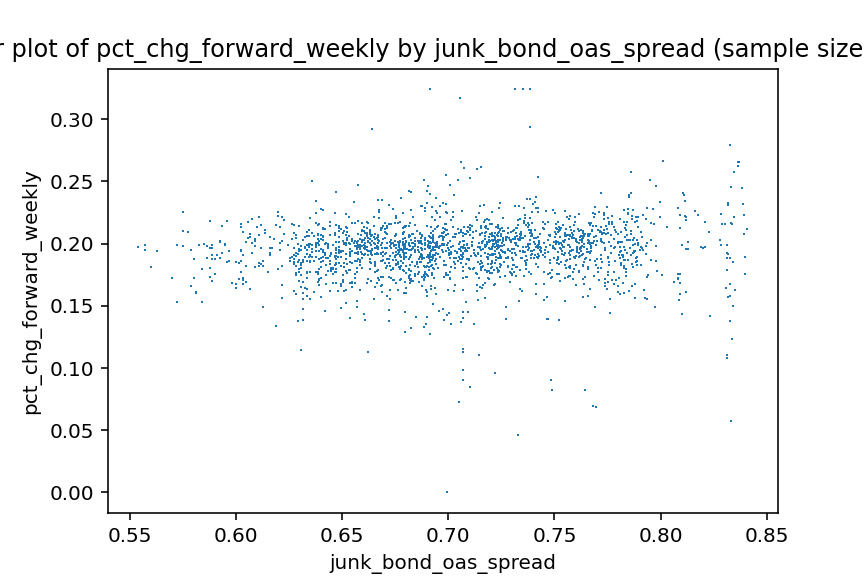 plot of pct_chg_forward_weekly by junk_bond_oas_spread (sample size
pct_chg_forward_weekly
0.30
0.25
0.20
0.15
0.10
0.05
0.00
0.55 0.60 0.65 0.70 0.75 0.80 0.85
junk_bond_oas_spread